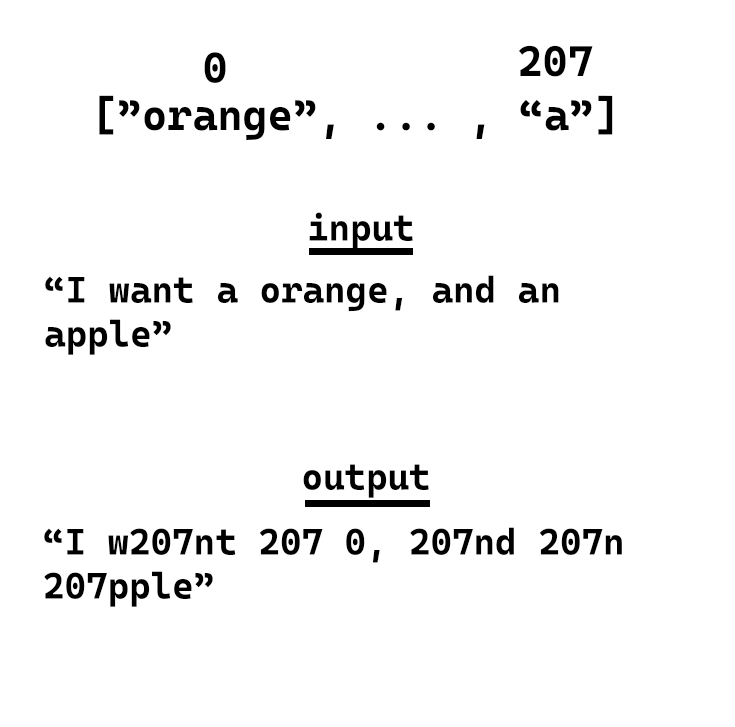 0 207
[”orange”, ... , “a”]
input
“I want a orange, and an
apple”
output
“I w207nt 207 0, 207nd 207n
207pple”